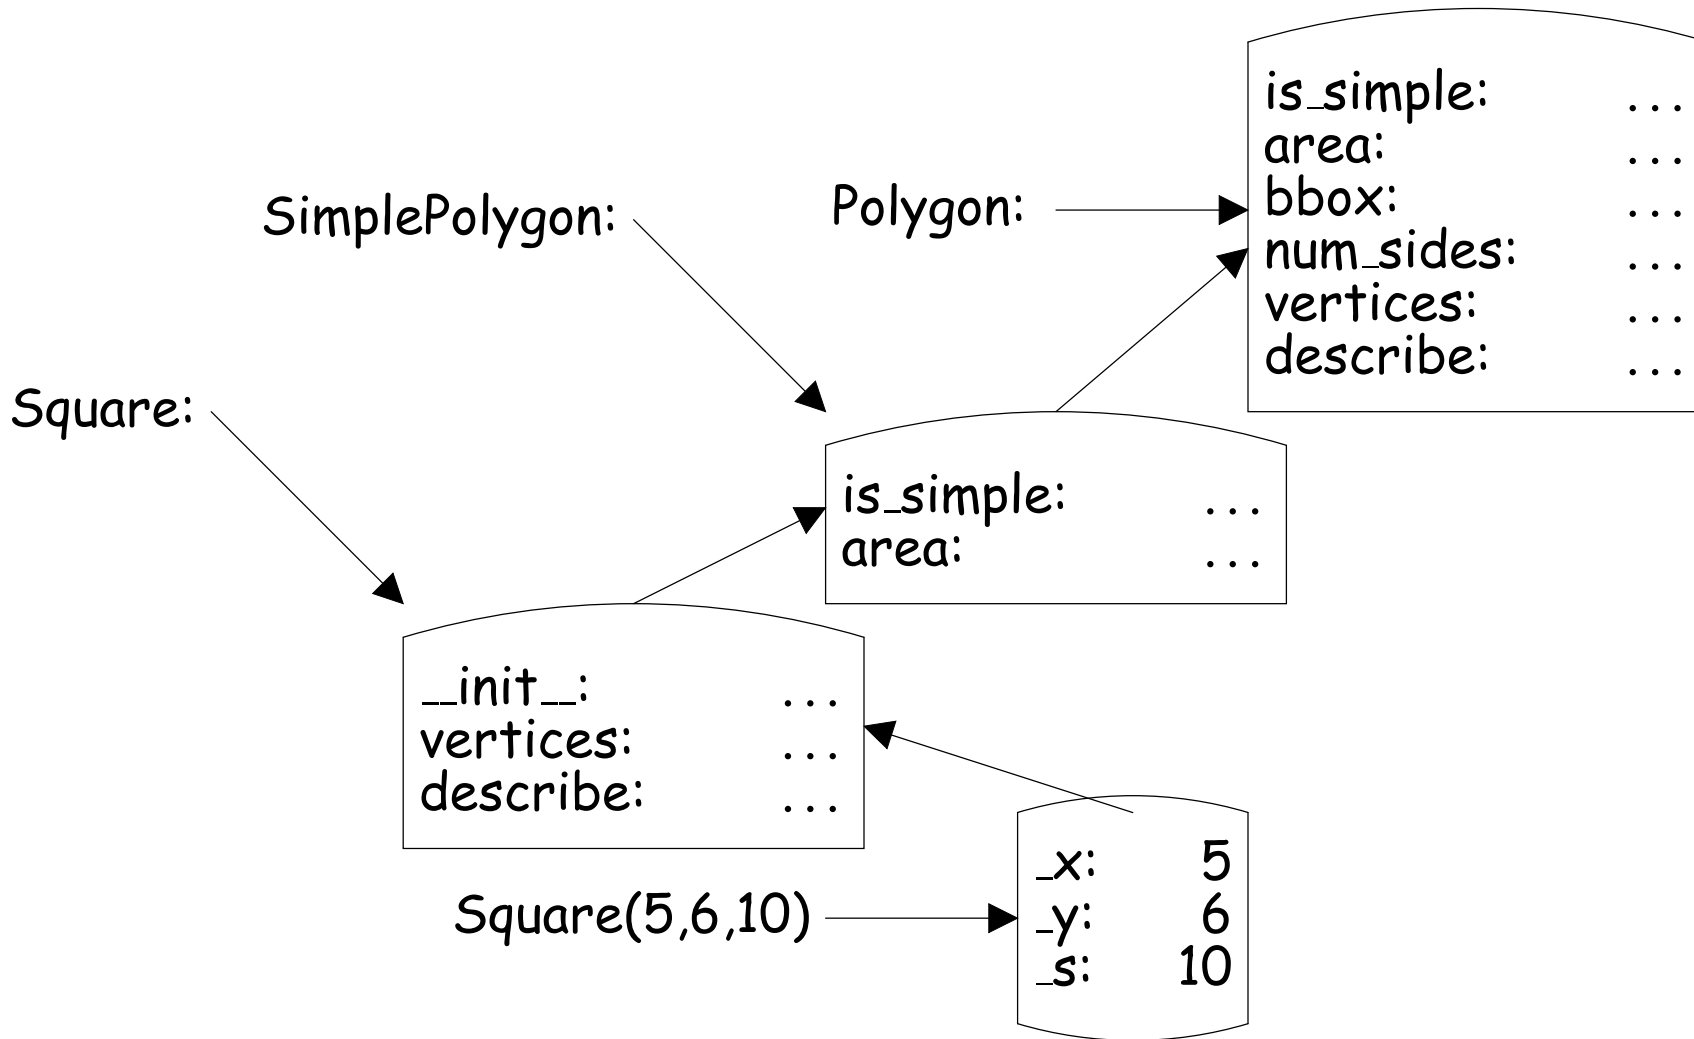 is_simple: ...
area: ...
bbox: ...
num_sides: ...
vertices: ...
describe: ...
SimplePolygon:
Polygon:
Square:
is_simple: ...
area: ...
__init__: ...
vertices: ...
describe: ...
Square(5,6,10)
_x: 5
_y: 6
_s: 10